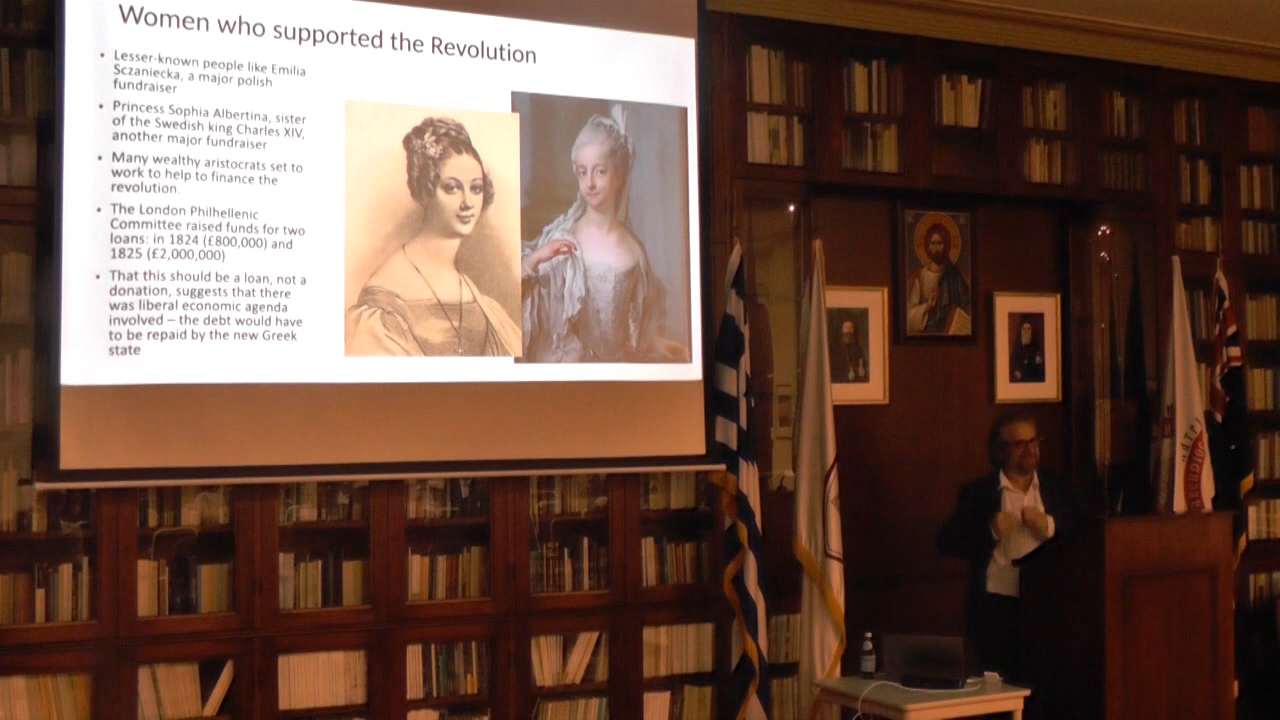 Women who supported the Revolution
• Lesser-known people like Emilia
Sczaniecka, a major polish
fundraiser
• Princess Sophia Albertina, sister
of the Swedish king Charles XIV,
another major fundraiser
• Many wealthy aristocrats set to
work to help to finance the
revolution.
• The London Philhellenic
Committee raised funds for two
loans: in 1824 (£800,000) and
1825 (£2,000,000)
• That this should be a loan, not a
donation, suggests that there
was liberal economic agenda
involved – the debt would have
to be repaid by the new Greek
state